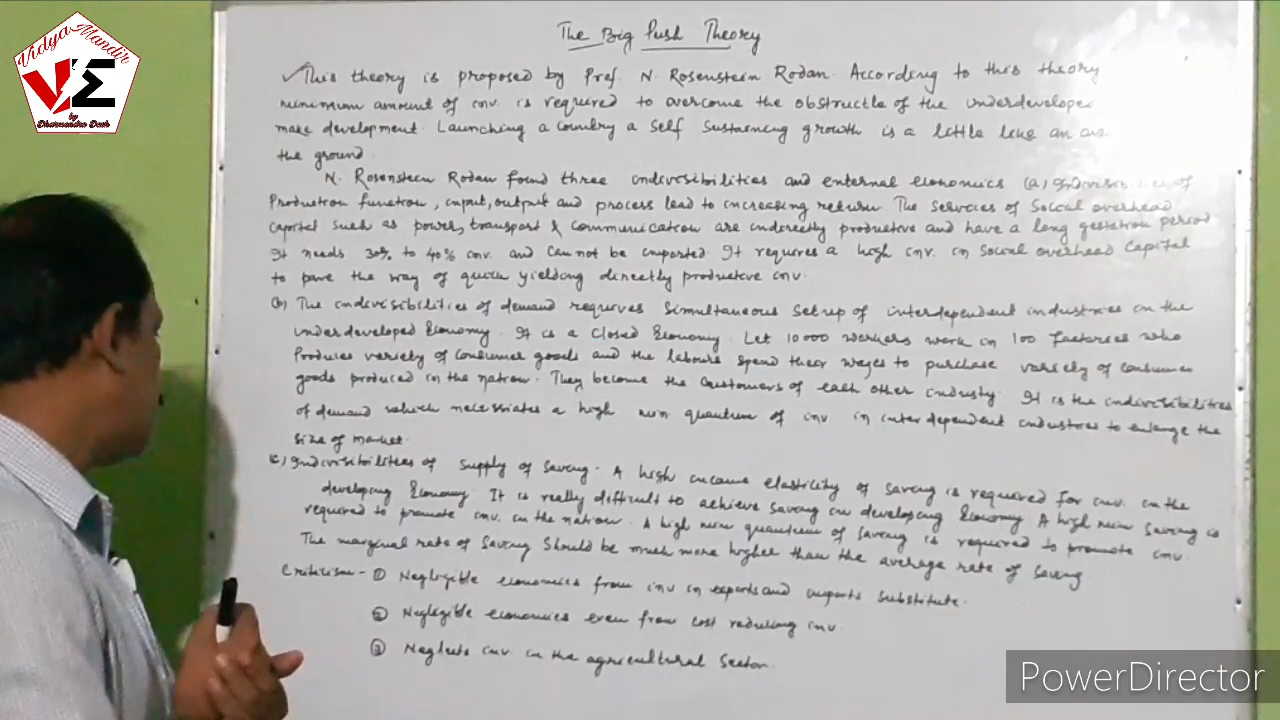 Vidya Mandir
VΣ
by
Dharmendra Dash
The Big Push Theory
✓This theory is proposed by Prof. N. Rosenstein Rodan. According to this theory
minimum amount of inv. is required to overcome the obstructle of the underdevelope
make development. Launching a country a self sustaining growth is a little like an
the ground.
N. Rosenstein Rodan found three indivisibilities and external economics (a) Indivisibilities of
Production function, input, output and process lead to increasing return. The services of social overhead
capital such as power, transport & communication are indirectly productive and have a long gestation period
It needs 30% to 40% inv. and cannot be imported. It requires a high inv. in social overhead capital
to pave the way of quick yielding directly productive inv.
(b) The indivisibilities of demand requires simultaneous set up of interdependent industries in the
underdeveloped economy. It is a closed economy. Let 10000 workers work in 100 factories who
produces variety of consumer goods and the labours spend their wages to purchase variety of consumer
goods produced in the nation. They become the customers of each other industry. It is the indivisibilities
of demand which necessiates a high min quantum of inv in interdependent industries to enlarge the
size of market.
(c) Indivisibilities of supply of saving. A high income elasticity of saving is required for inv. in the
developing economy. It is really difficult to achieve saving in developing economy A high min saving is
required to promote inv. in the nation. A high min quantum of saving is required to promote inv.
The marginal rate of saving should be much more higher than the average rate of saving
Criticism - ① Negligible economics from inv in exports and imports substitute.
② Negligible economics even from cost reducing inv.
③ Neglects inv. in the agricultural sector.
PowerDirector